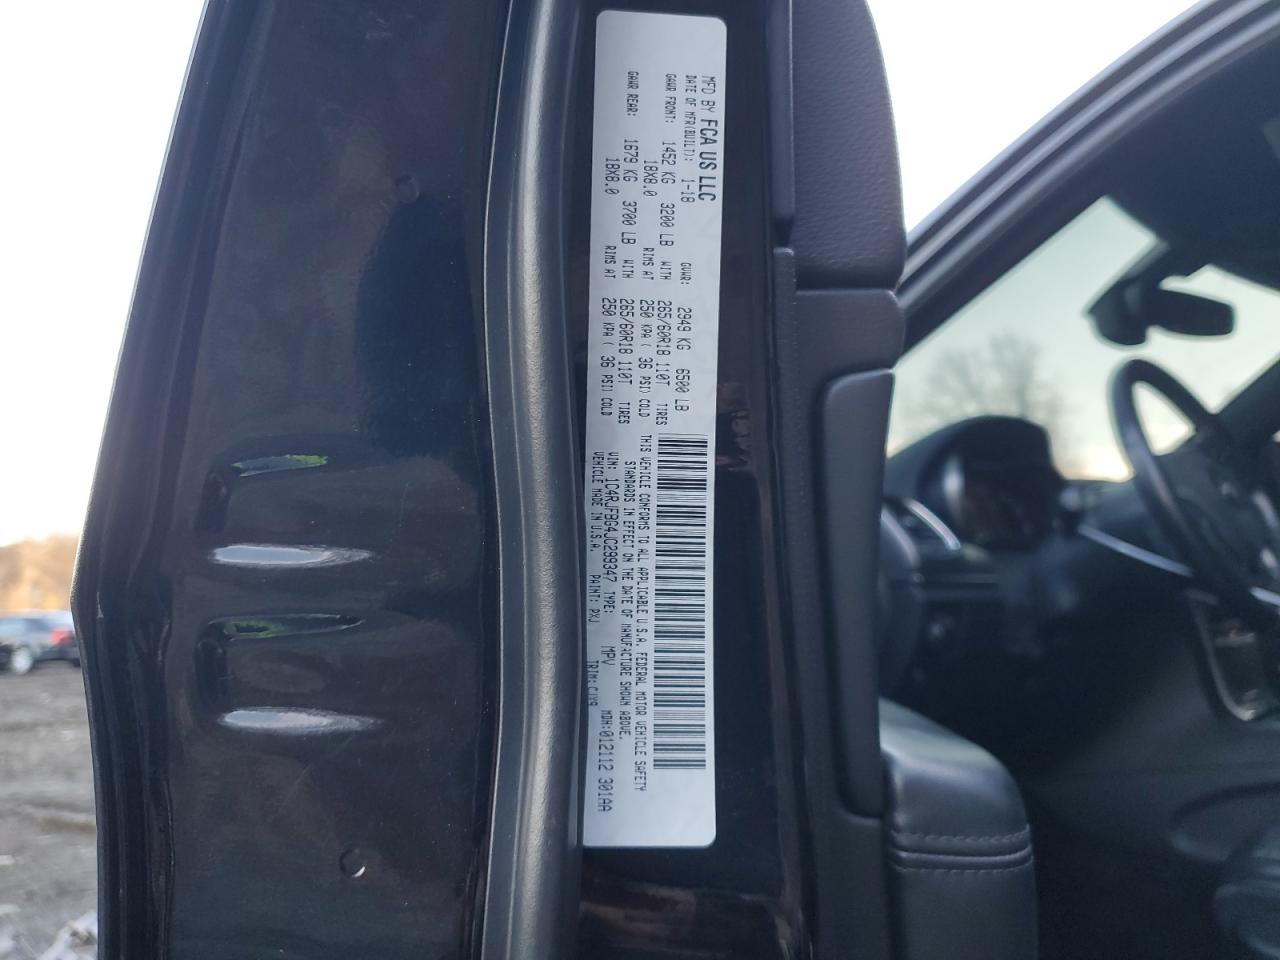 MFD BY FCA US LLC
DATE OF MFR(BUILT): 1-18 GVWR: 2949 KG 6500 LB
GAWR FRONT: 1452 KG 3200 LB WITH 265/60R18 110T TIRES
18X8.0 RIMS AT 250 KPA ( 36 PSI) COLD
GAWR REAR: 1679 KG 3700 LB WITH 265/60R18 110T TIRES
18X8.0 RIMS AT 250 KPA ( 36 PSI) COLD
THIS VEHICLE CONFORMS TO ALL APPLICABLE U.S.A. FEDERAL MOTOR VEHICLE SAFETY
STANDARDS IN EFFECT ON THE DATE OF MANUFACTURE SHOWN ABOVE.
VIN: 1C4RJFBG4JC299347 TYPE: MPV MDH:012112 301AA
VEHICLE MADE IN U.S.A. PAINT: PXJ TRIM: